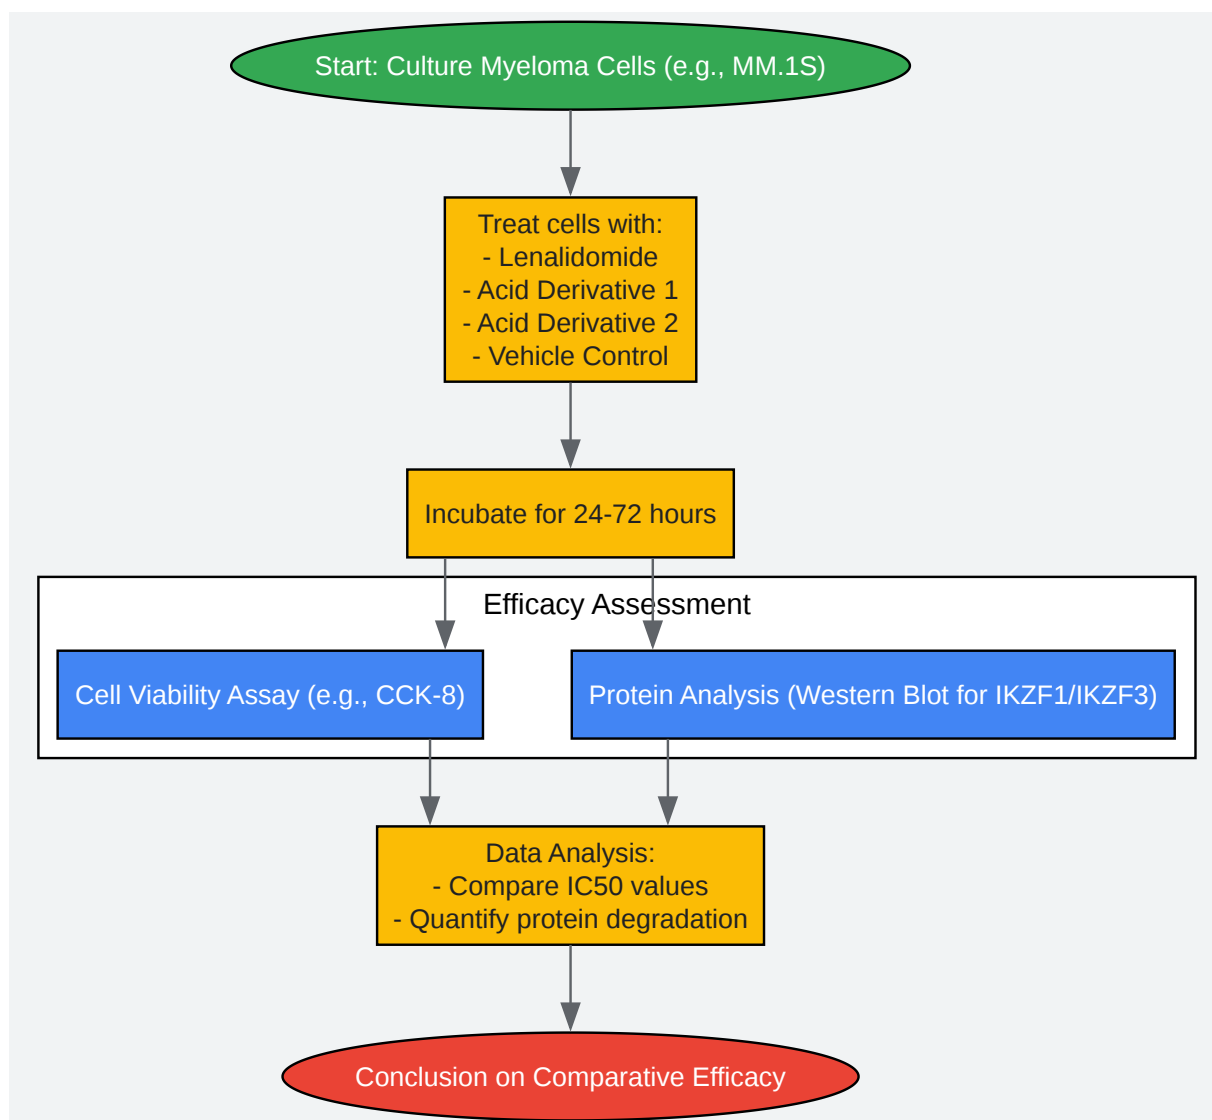 Start: Culture Myeloma Cells (e.g., MM.1S)
Treat cells with:
- Lenalidomide
- Acid Derivative 1
- Acid Derivative 2
- Vehicle Control
Incubate for 24-72 hours
Efficacy Assessment
Cell Viability Assay (e.g., CCK-8)
Protein Analysis (Western Blot for IKZF1/IKZF3)
Data Analysis:
- Compare IC50 values
- Quantify protein degradation
Conclusion on Comparative Efficacy